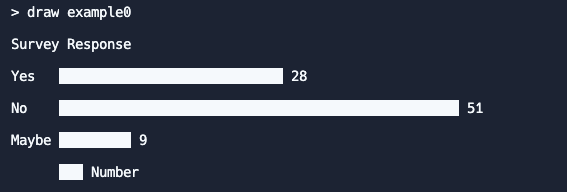 > draw example0
Survey Response
Yes 28
No 51
Maybe 9
Number